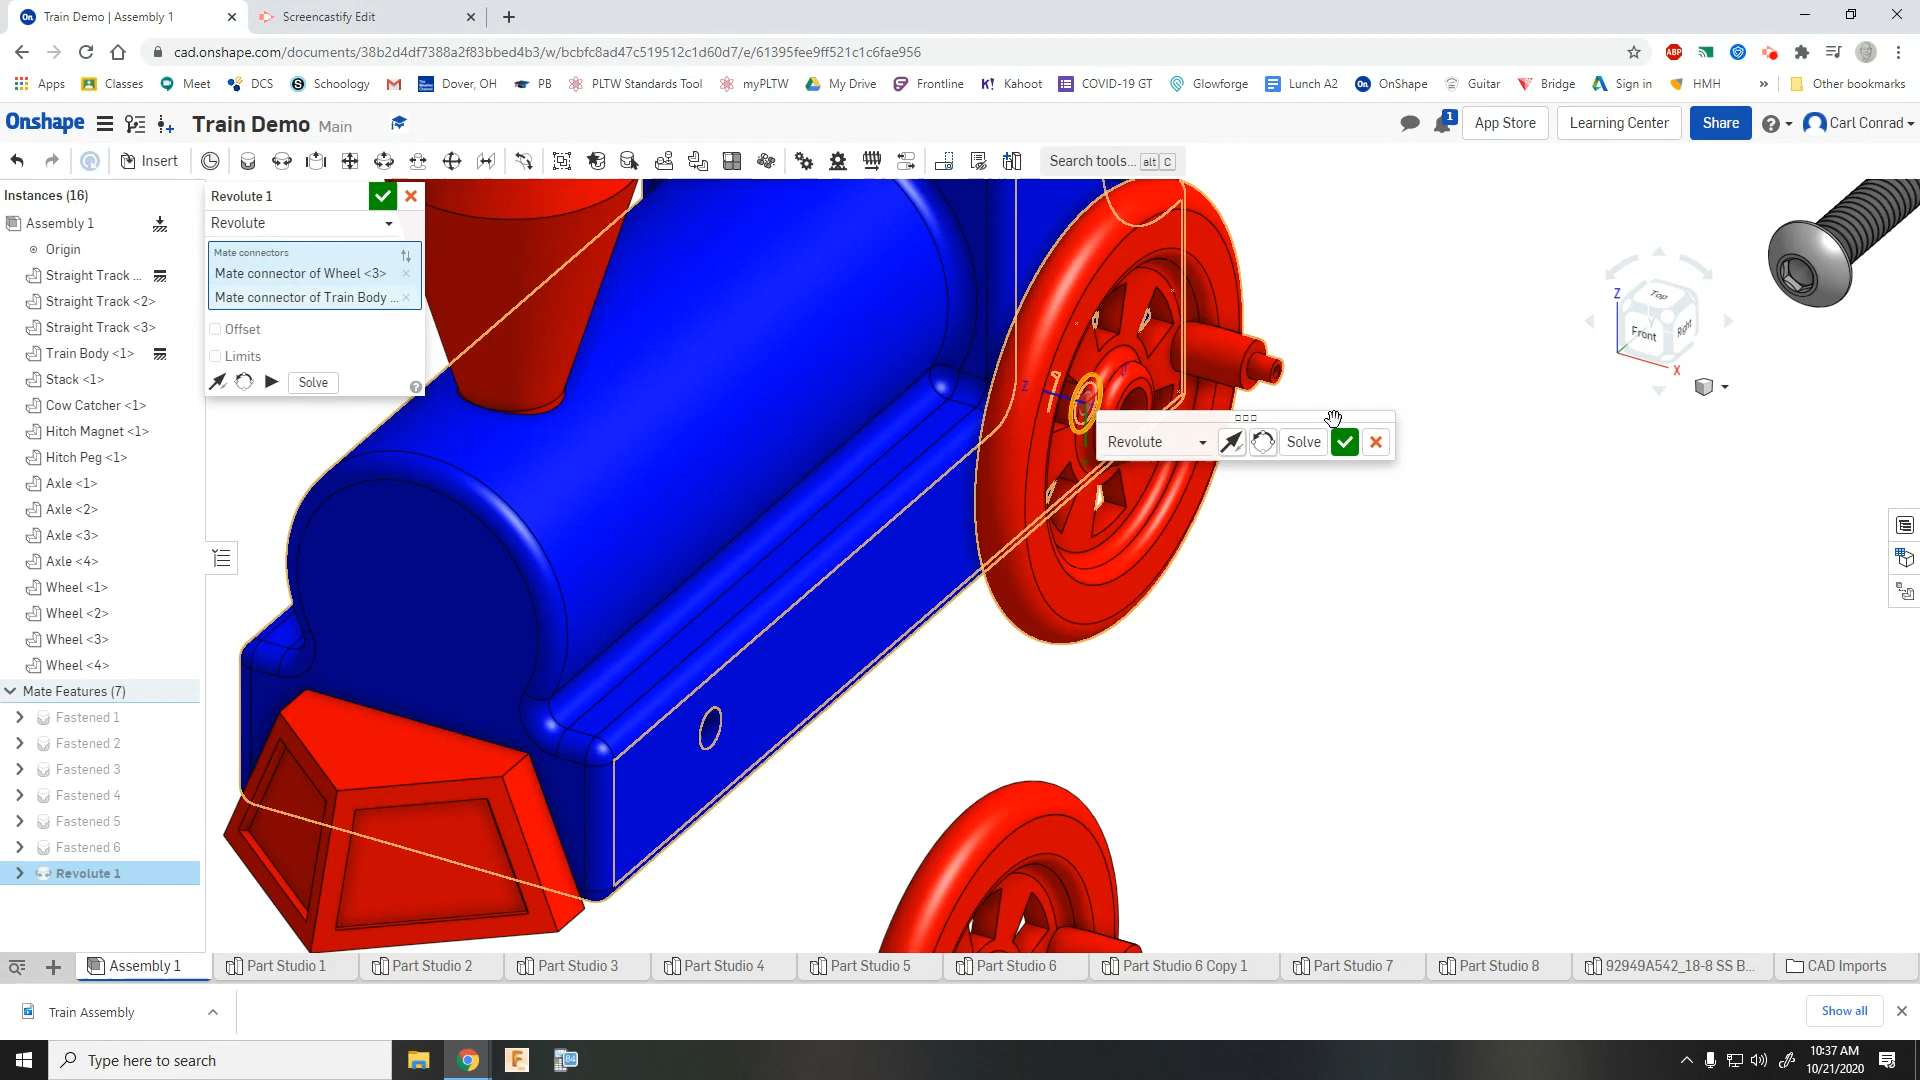 Train Demo | Assembly 1
Screencastify Edit
cad.onshape.com/documents/38b2d4df7388a2f83bbed4b3/w/bcbfc8ad47c519512c1d60d7/e/61395fee9ff521c1c6fae956
ABP
Apps
Classes
Meet
DCS
Schoology
Dover, OH
PB
PLTW Standards Tool
myPLTW
My Drive
Frontline
Kahoot
COVID-19 GT
Glowforge
Lunch A2
OnShape
Guitar
Bridge
Sign in
HMH
Other bookmarks
Onshape
Train Demo Main
1
App Store
Learning Center
Share
Carl Conrad
Insert
Search tools... alt C
Instances (16)
Assembly 1
Origin
Straight Track ...
Straight Track <2>
Straight Track <3>
Train Body <1>
Stack <1>
Cow Catcher <1>
Hitch Magnet <1>
Hitch Peg <1>
Axle <1>
Axle <2>
Axle <3>
Axle <4>
Wheel <1>
Wheel <2>
Wheel <3>
Wheel <4>
Mate Features (7)
Fastened 1
Fastened 2
Fastened 3
Fastened 4
Fastened 5
Fastened 6
Revolute 1
Revolute 1
Revolute
Mate connectors
Mate connector of Wheel <3>
Mate connector of Train Body ...
Offset
Limits
Solve
Z
Revolute
Solve
Z
Top
Front
Right
X
Assembly 1
Part Studio 1
Part Studio 2
Part Studio 3
Part Studio 4
Part Studio 5
Part Studio 6
Part Studio 6 Copy 1
Part Studio 7
Part Studio 8
92949A542_18-8 SS B...
CAD Imports
Train Assembly
Show all
Type here to search
84
10:37 AM
10/21/2020